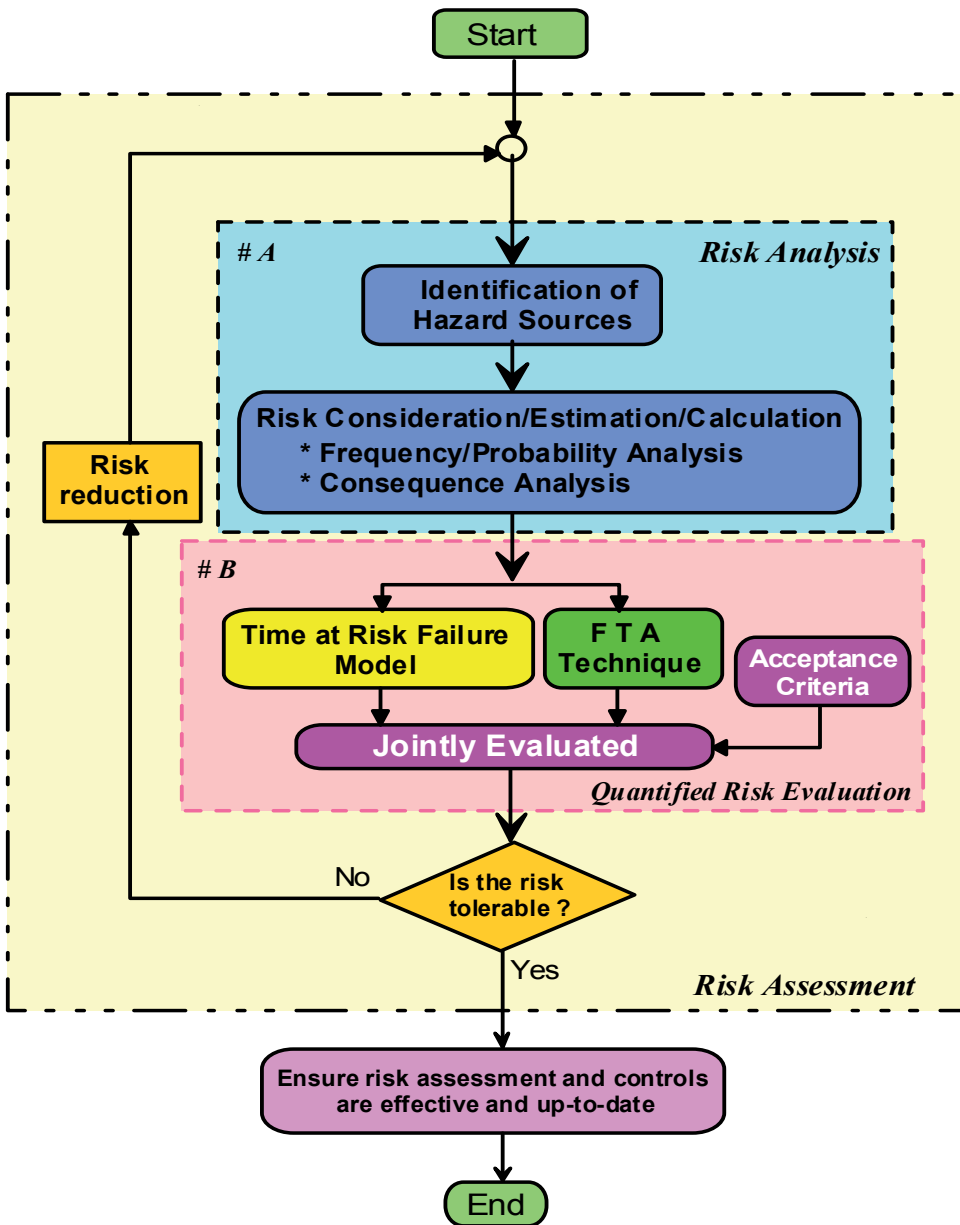 Start
# A
Risk Analysis
Identification of
Hazard Sources
Risk Consideration/Estimation/Calculation
* Frequency/Probability Analysis
* Consequence Analysis
Risk
reduction
# B
Time at Risk Failure
Model
F T A
Technique
Acceptance
Criteria
Jointly Evaluated
Quantified Risk Evaluation
No
Is the risk
tolerable ?
Yes
Risk Assessment
Ensure risk assessment and controls
are effective and up-to-date
End